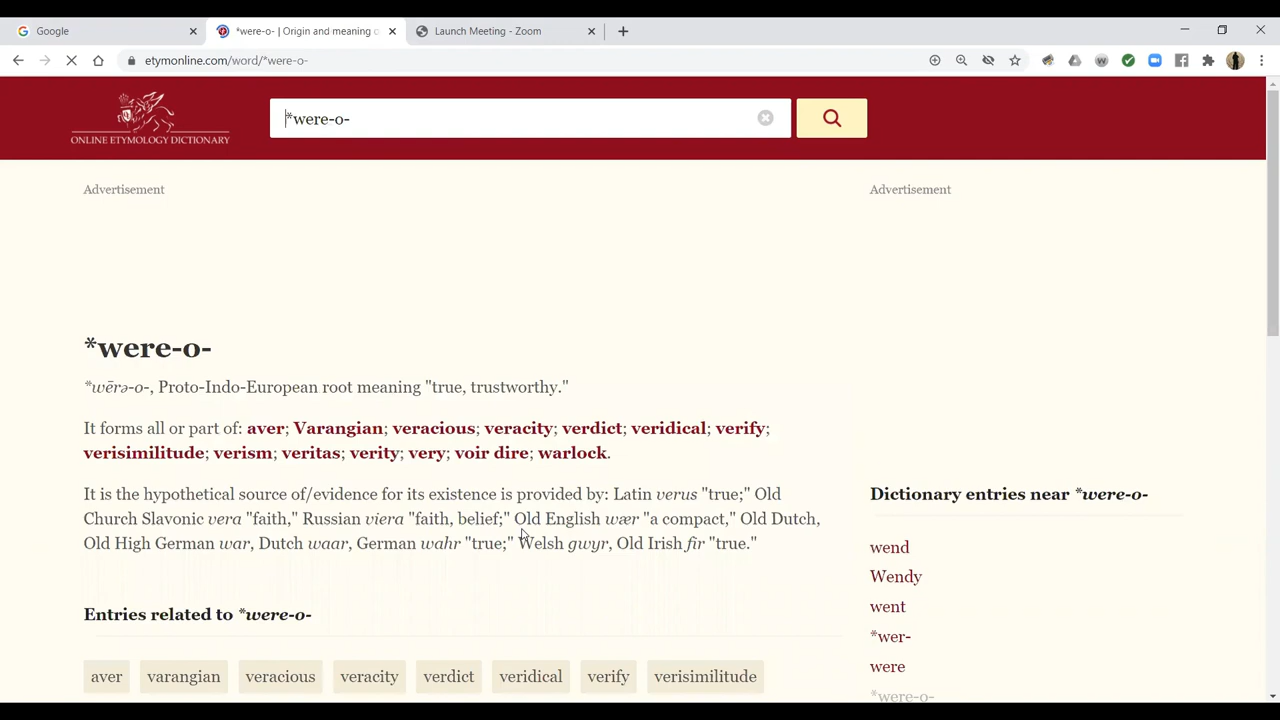 Google
*were-o- | Origin and meaning o
Launch Meeting - Zoom
etymonline.com/word/*were-o-
ONLINE ETYMOLOGY DICTIONARY
*were-o-
Advertisement
Advertisement
*were-o-
*wērə-o-, Proto-Indo-European root meaning "true, trustworthy."
It forms all or part of: aver; Varangian; veracious; veracity; verdict; veridical; verify;
verisimilitude; verism; veritas; verity; very; voir dire; warlock.
It is the hypothetical source of/evidence for its existence is provided by: Latin verus "true;" Old
Church Slavonic vera "faith," Russian viera "faith, belief;" Old English wær "a compact," Old Dutch,
Old High German war, Dutch waar, German wahr "true;" Welsh gwyr, Old Irish fir "true."
Entries related to *were-o-
aver varangian veracious veracity verdict veridical verify verisimilitude
Dictionary entries near *were-o-
wend
Wendy
went
*wer-
were
*were-o-